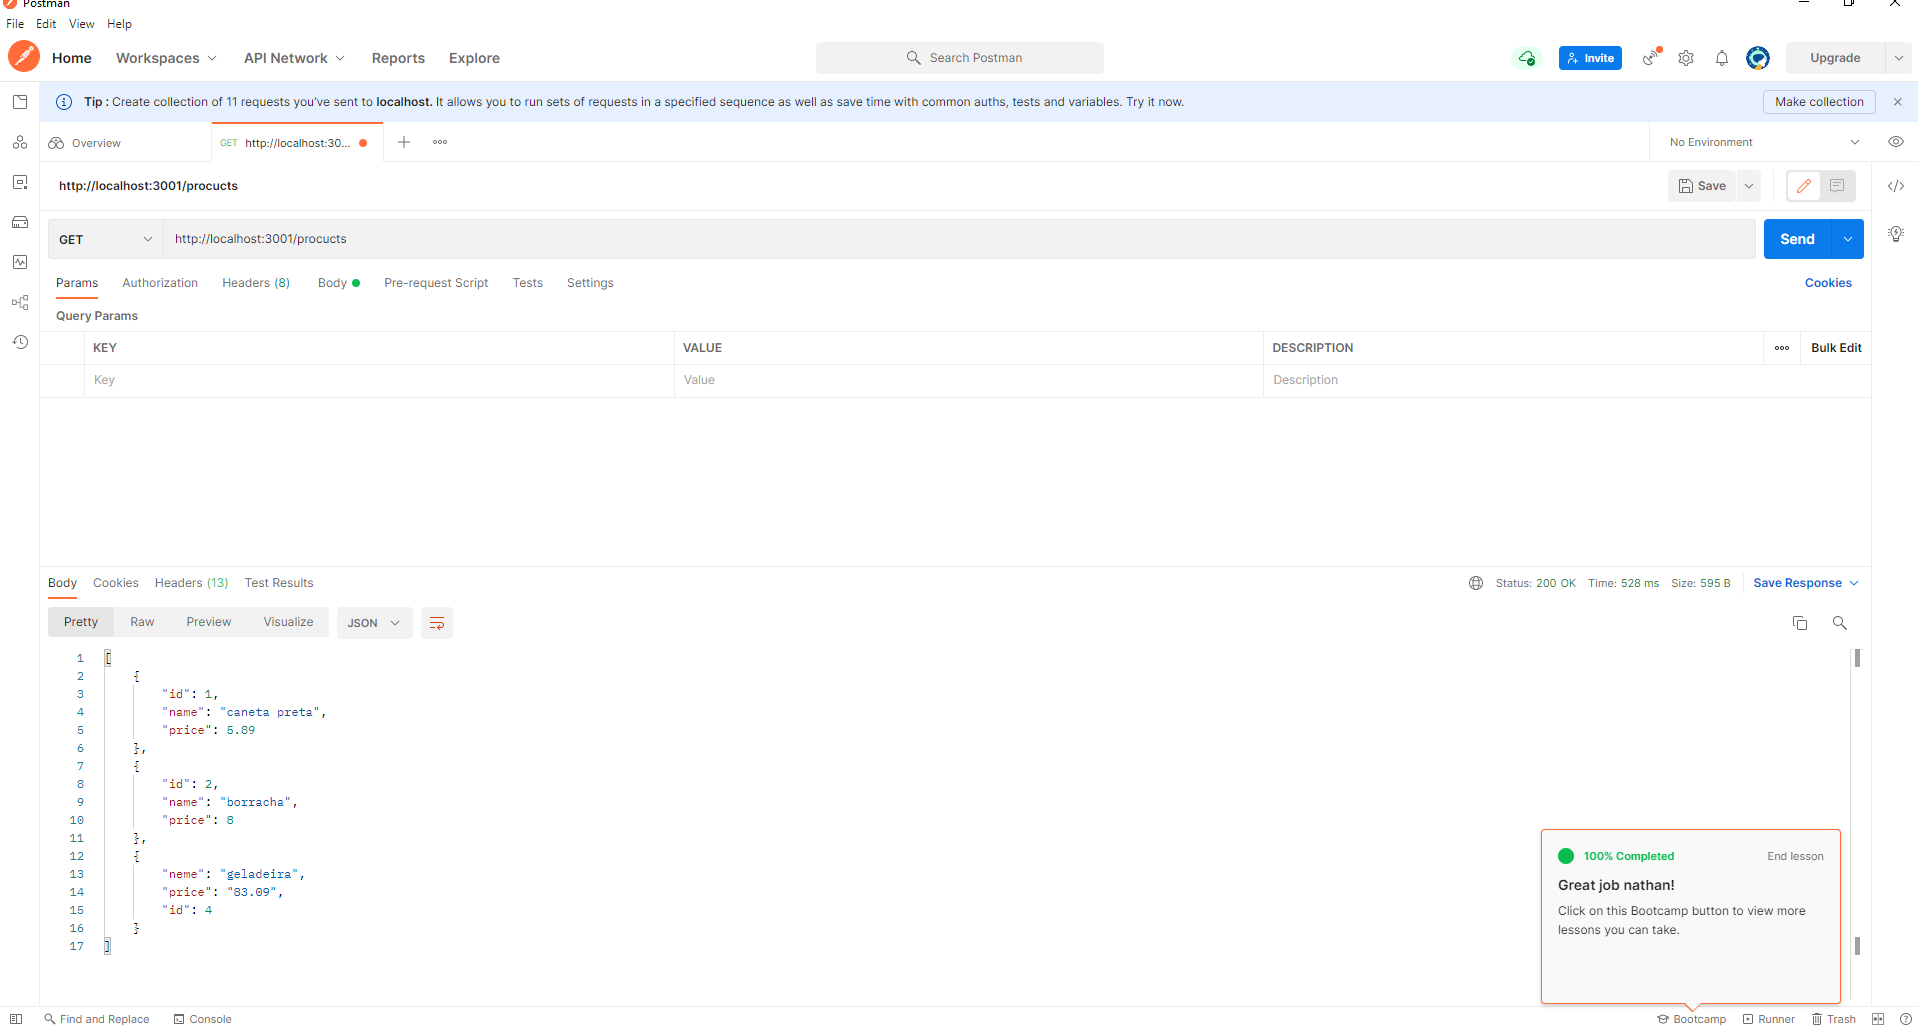 Postman
File Edit View Help
Home Workspaces API Network Reports Explore Search Postman Invite Upgrade
Tip : Create collection of 11 requests you've sent to localhost. It allows you to run sets of requests in a specified sequence as well as save time with common auths, tests and variables. Try it now. Make collection
Overview GET http://localhost:30... No Environment
http://localhost:3001/procucts Save
GET http://localhost:3001/procucts Send
Params Authorization Headers (8) Body Pre-request Script Tests Settings Cookies
Query Params
KEY VALUE DESCRIPTION Bulk Edit
Key Value Description
Body Cookies Headers (13) Test Results Status: 200 OK Time: 528 ms Size: 595 B Save Response
Pretty Raw Preview Visualize JSON
1 [
2 {
3 "id": 1,
4 "name": "caneta preta",
5 "price": 5.89
6 },
7 {
8 "id": 2,
9 "name": "borracha",
10 "price": 8
11 },
12 {
13 "neme": "geladeira",
14 "price": "83.09",
15 "id": 4
16 }
17 ]
100% Completed End lesson
Great job nathan!
Click on this Bootcamp button to view more
lessons you can take.
Find and Replace Console Bootcamp Runner Trash